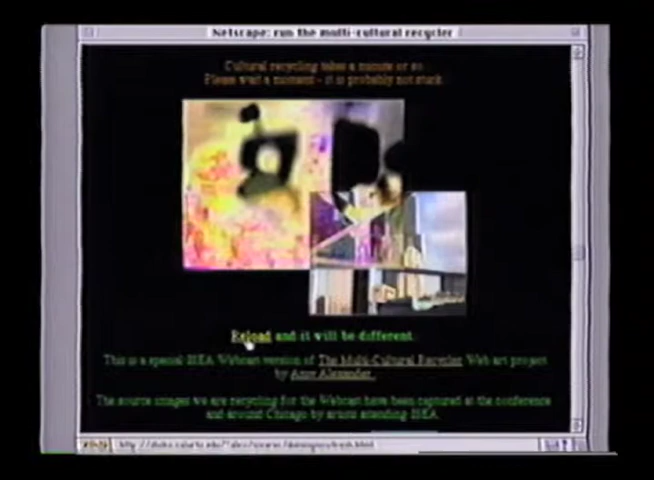 Netscape: run the multi-cultural recycler
Cultural recycling takes a minute or so.
Please wait a moment - it is probably not stuck.
Reload and it will be different.
This is a special ISEA Webcart version of The Multi-Cultural Recycler Web art project
by Amy Alexander.
The source images we are recycling for the Webcart have been captured at the conference
and around Chicago by artists attending ISEA.